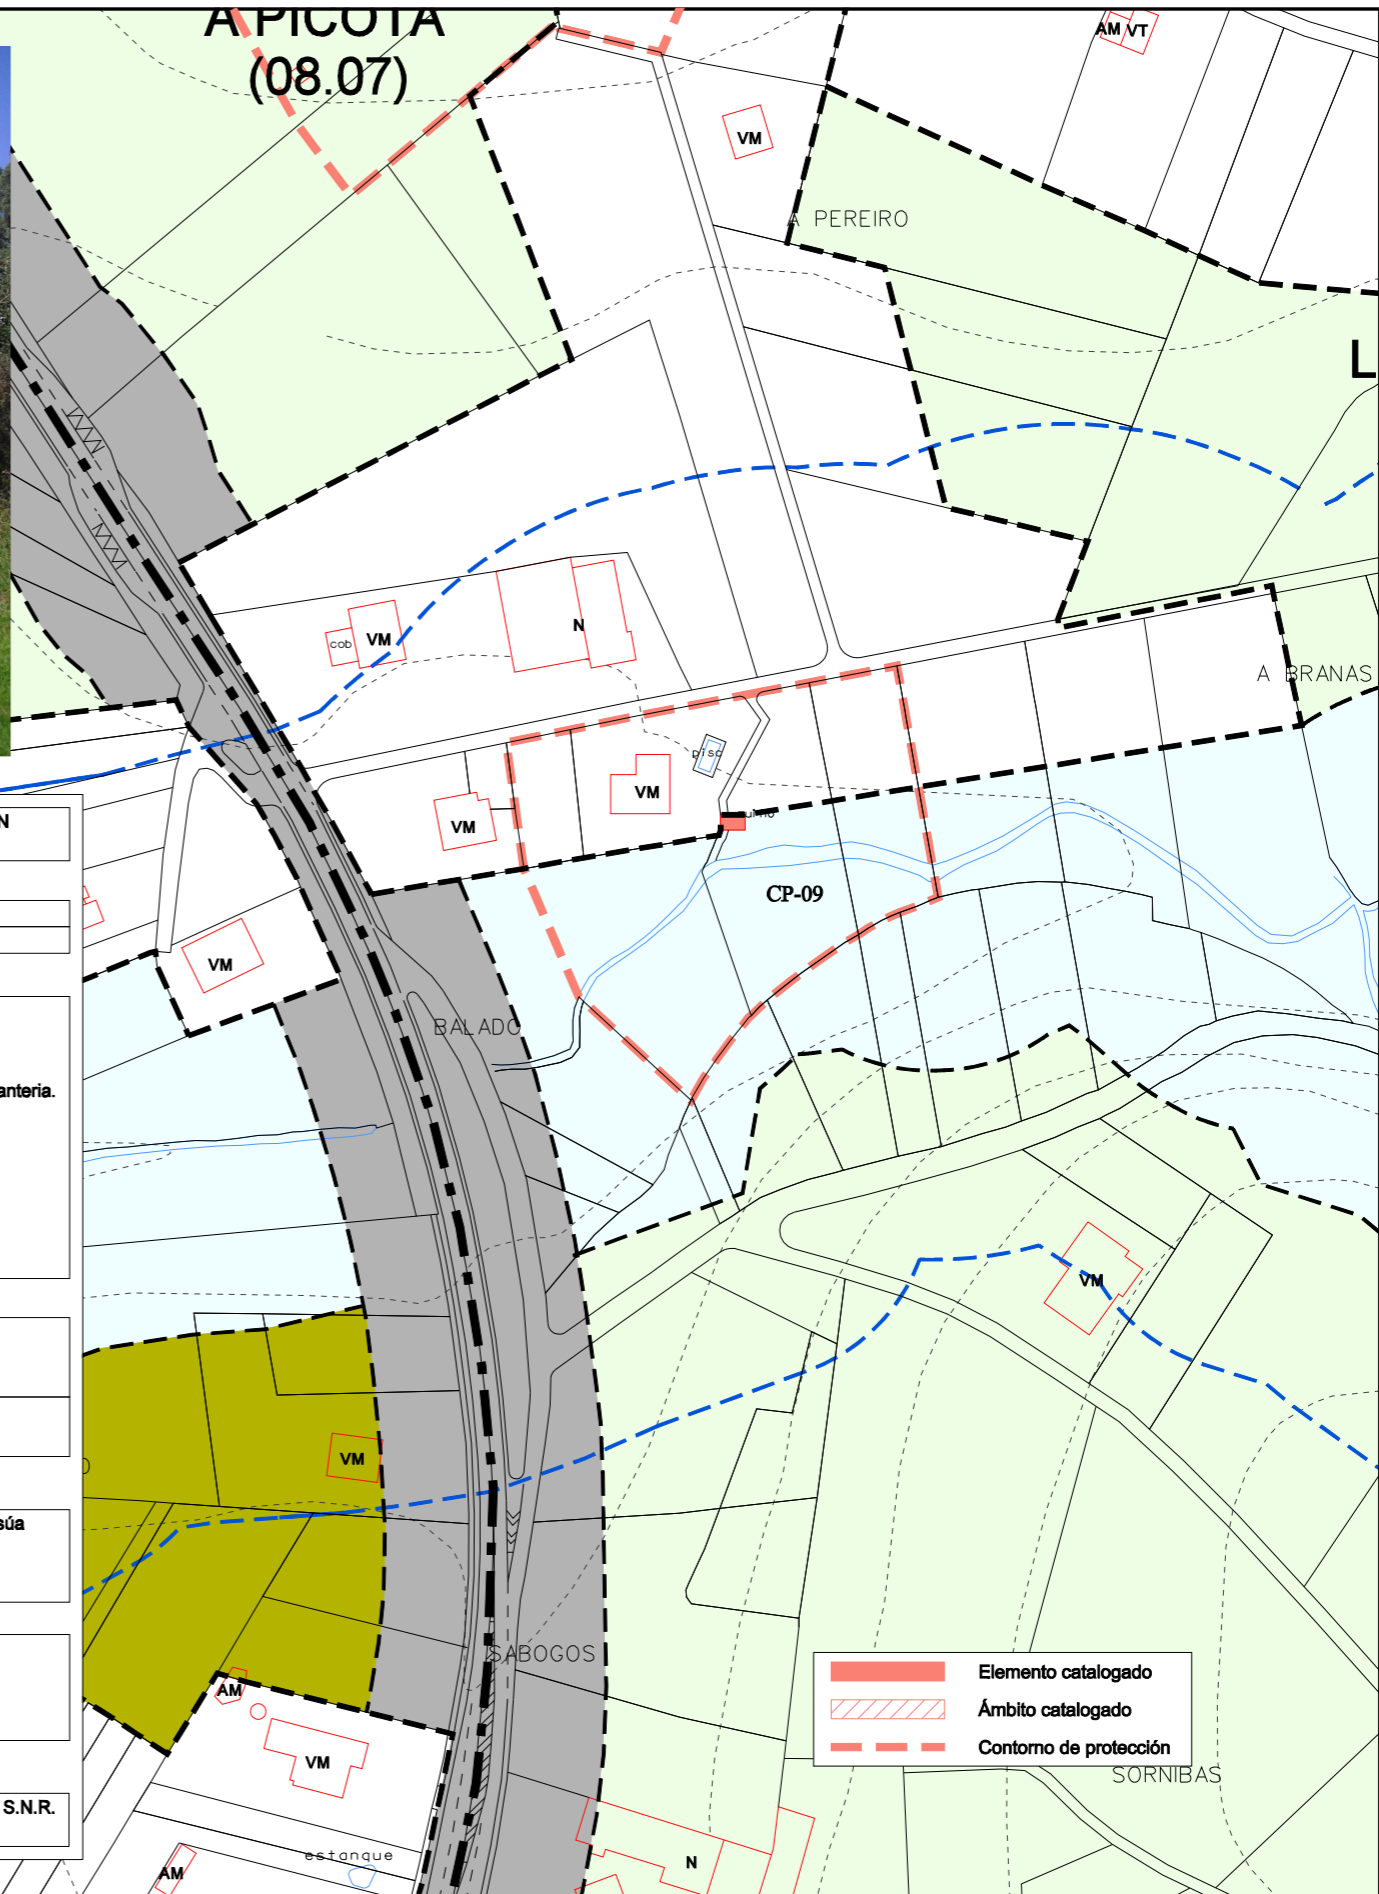 A PICOTA
(08.07)
AM VT
VM
A PEREIRO
L
cob
VM
N
A BRANAS
pisc
VM
VM
N
CP-09
VM
BALADO
anteria.
VM
VM
súa
SABOGOS
AM
Elemento catalogado
Ámbito catalogado
Contorno de protección
VM
SORNIBAS
S.N.R.
estanque
AM
N